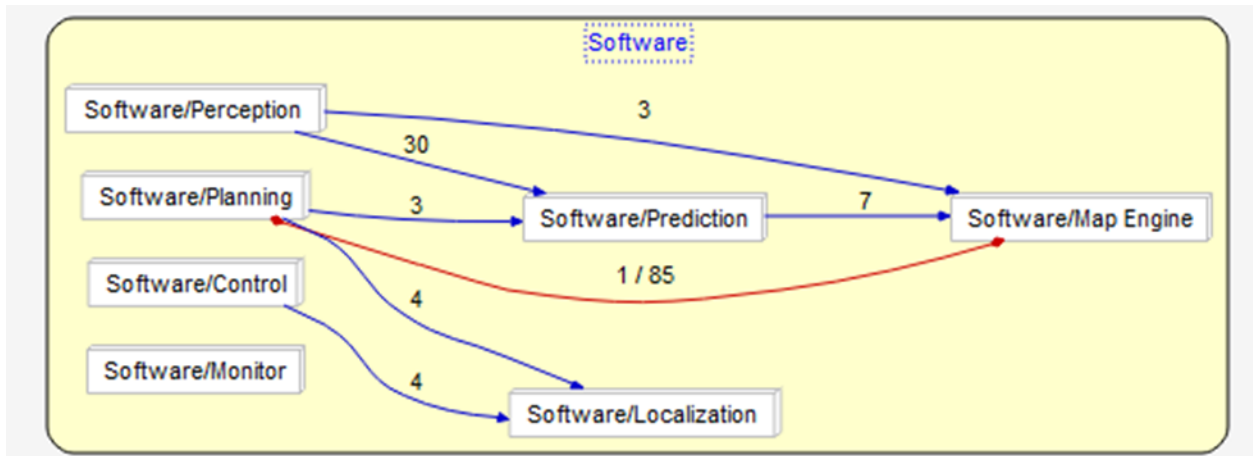 Software
Software/Perception
3
30
Software/Planning
3
Software/Prediction
7
Software/Map Engine
1 / 85
Software/Control
4
Software/Monitor
4
Software/Localization